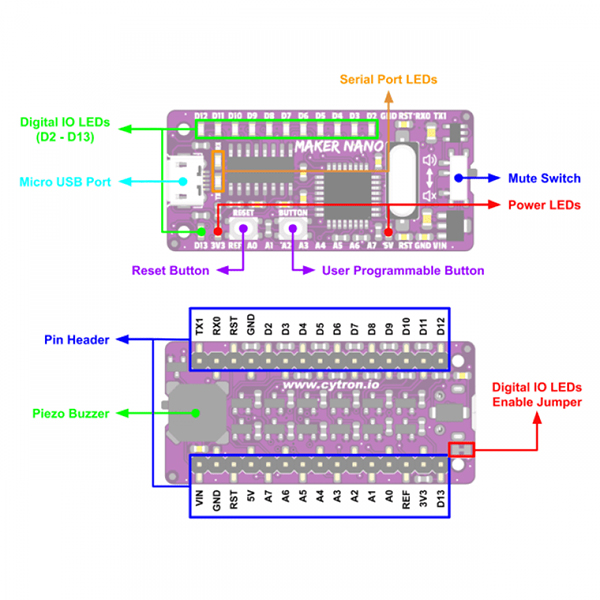 Serial Port LEDs
Digital IO LEDs
(D2 - D13)
D12 D11 D10 D9 D8 D7 D6 D5 D4 D3 D2 GND RST RX0 TX1
MAKER NANO
Micro USB Port
Mute Switch
Power LEDs
RESET
BUTTON
D13 3V3 REF A0 A1 A2 A3 A4 A5 A6 A7 5V RST GND VIN
Reset Button
User Programmable Button
TX1 RX0 RST GND D2 D3 D4 D5 D6 D7 D8 D9 D10 D11 D12
Pin Header
www.cytron.io
Digital IO LEDs
Enable Jumper
Piezo Buzzer
VIN GND RST 5V A7 A6 A5 A4 A3 A2 A1 A0 REF 3V3 D13